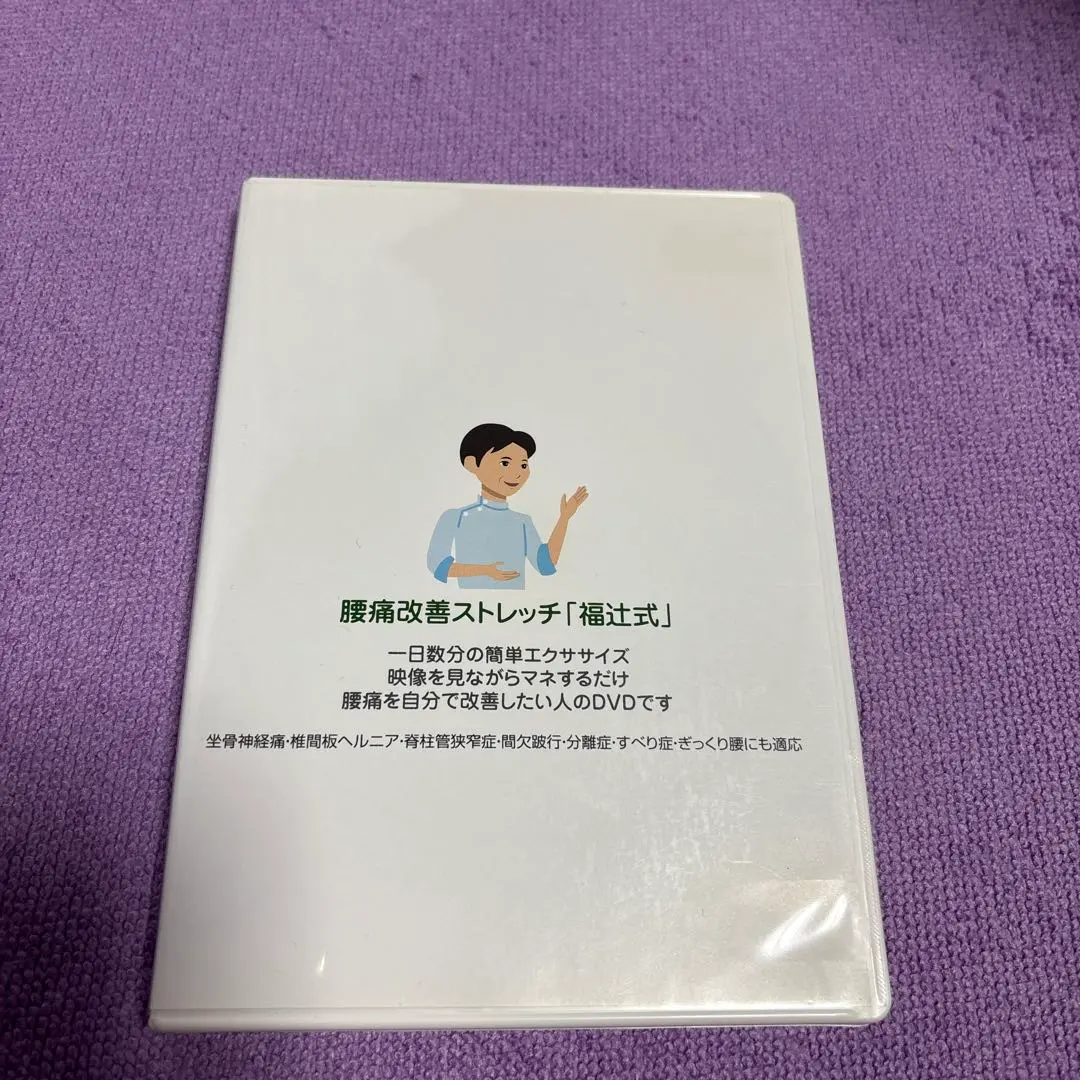 腰痛改善ストレッチ「福辻式」
一日数分の簡単エクササイズ
映像を見ながらマネするだけ
腰痛を自分で改善したい人のDVDです
坐骨神経痛・椎間板ヘルニア・脊柱管狭窄症・間欠跛行・分離症・すべり症・ぎっくり腰にも適応